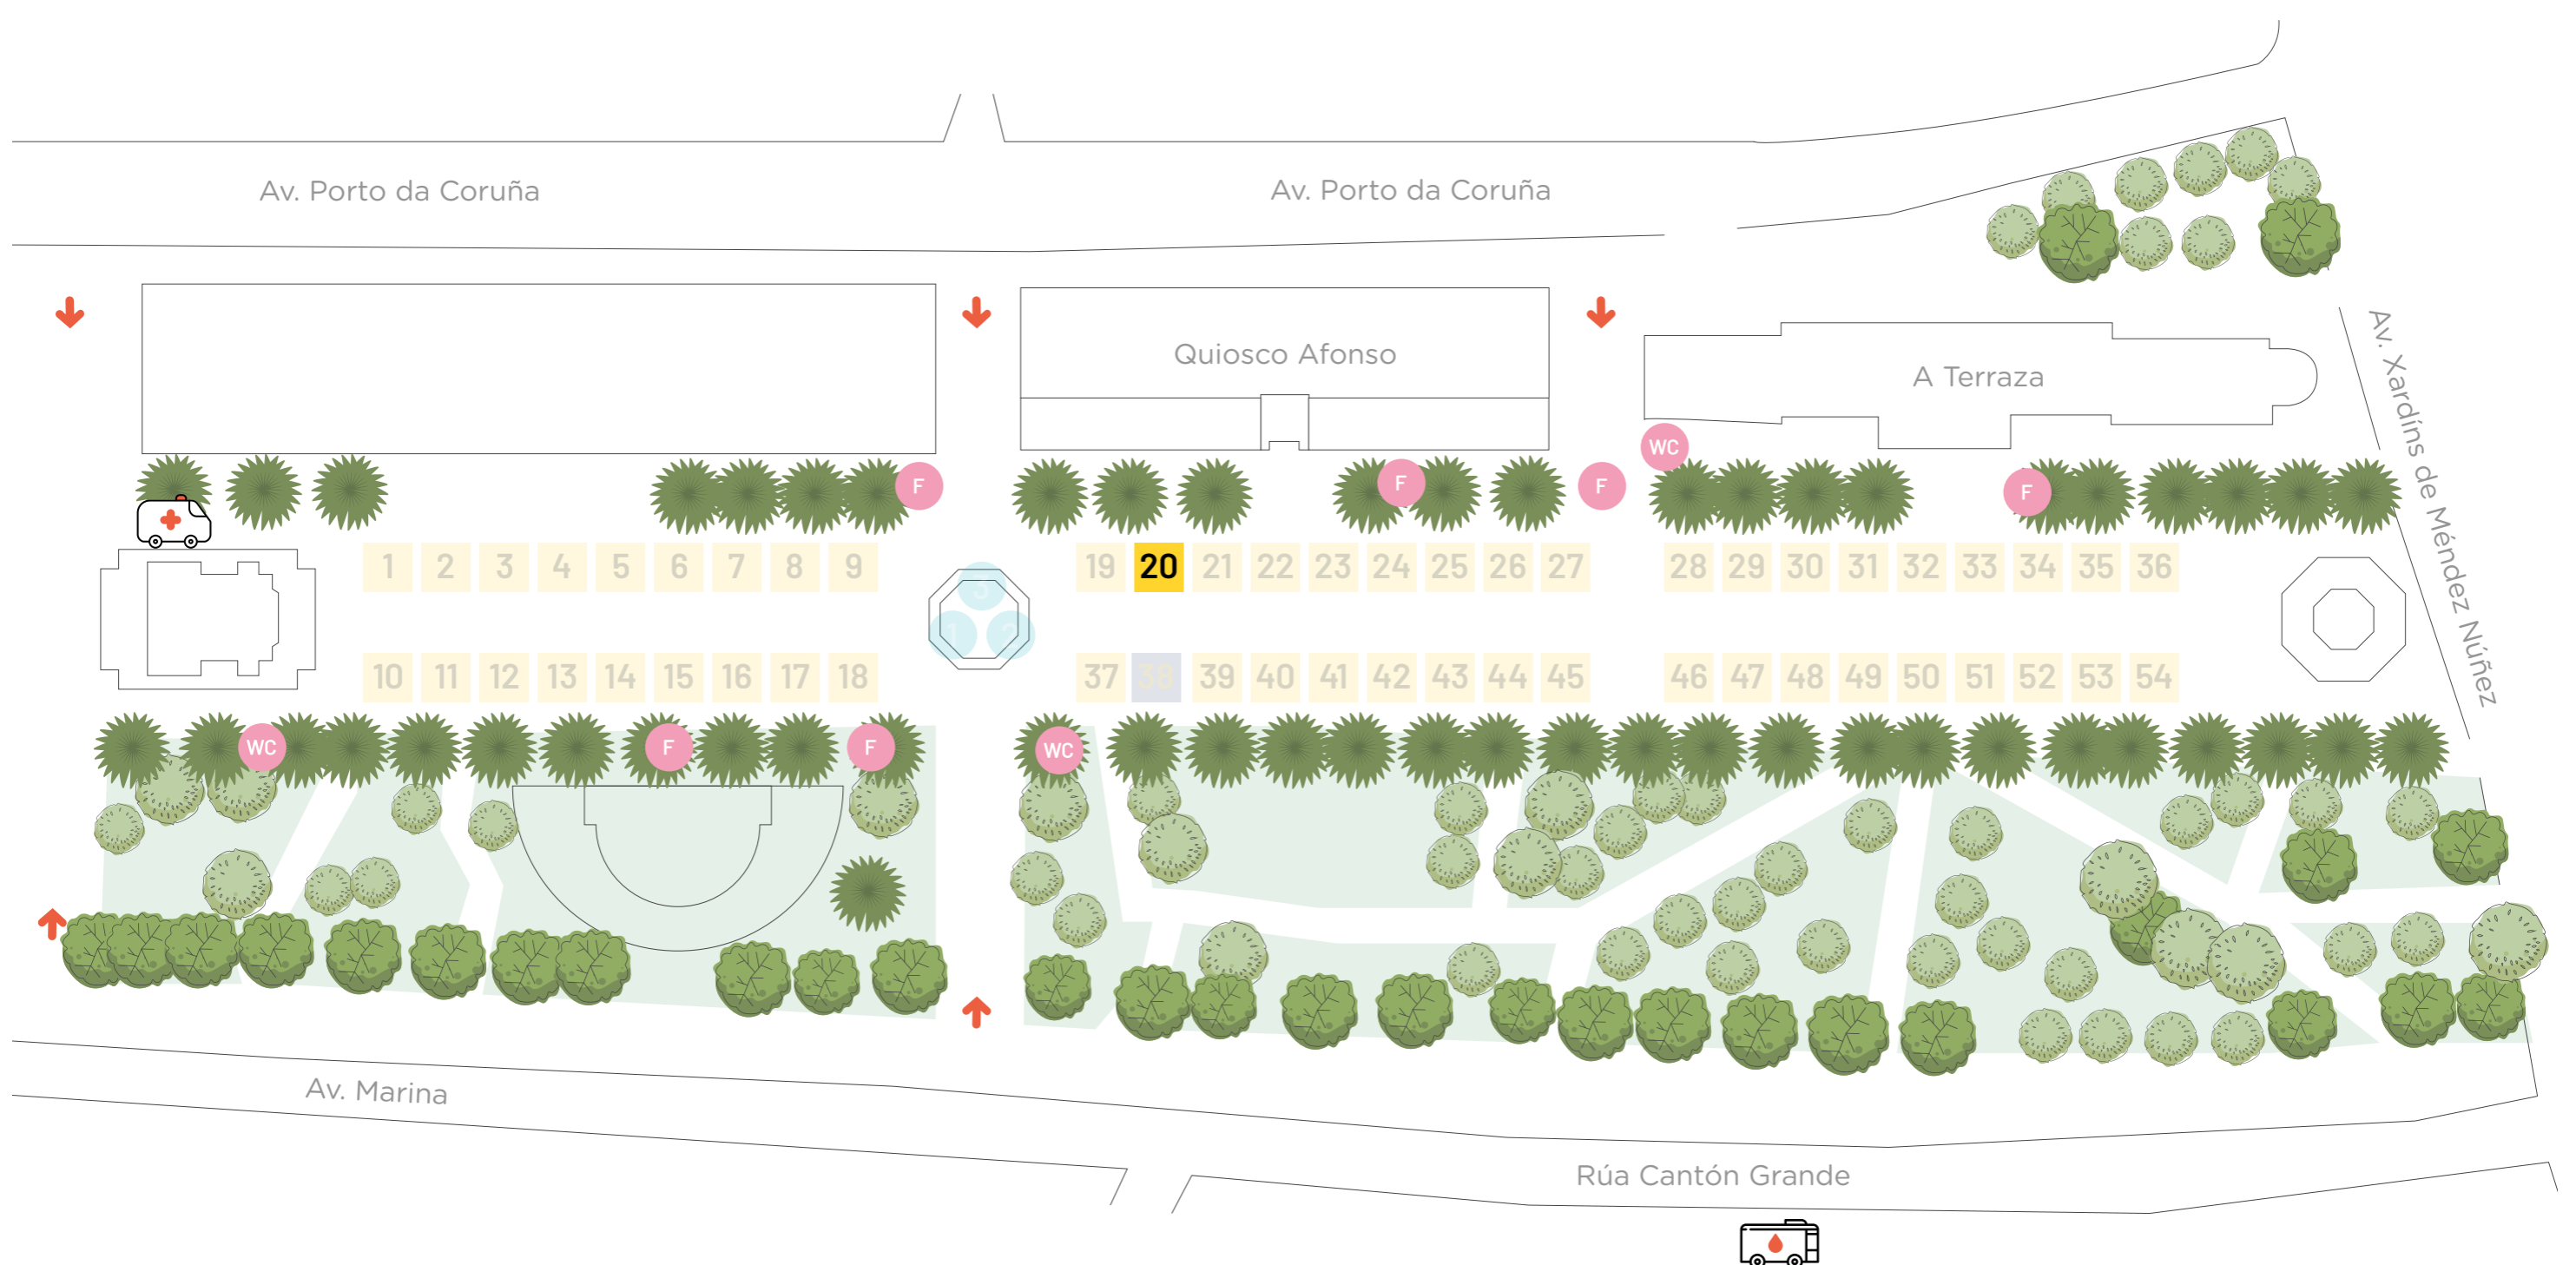 Av. Porto da Coruña
Av. Porto da Coruña
Quiosco Afonso
A Terraza
Av. Xardíns de Méndez Núñez
WC
F
F
F
F
1 2 3 4 5 6 7 8 9
19 20 21 22 23 24 25 26 27
28 29 30 31 32 33 34 35 36
3
1 2
10 11 12 13 14 15 16 17 18
37 38 39 40 41 42 43 44 45
46 47 48 49 50 51 52 53 54
WC
F
F
WC
Av. Marina
Rúa Cantón Grande